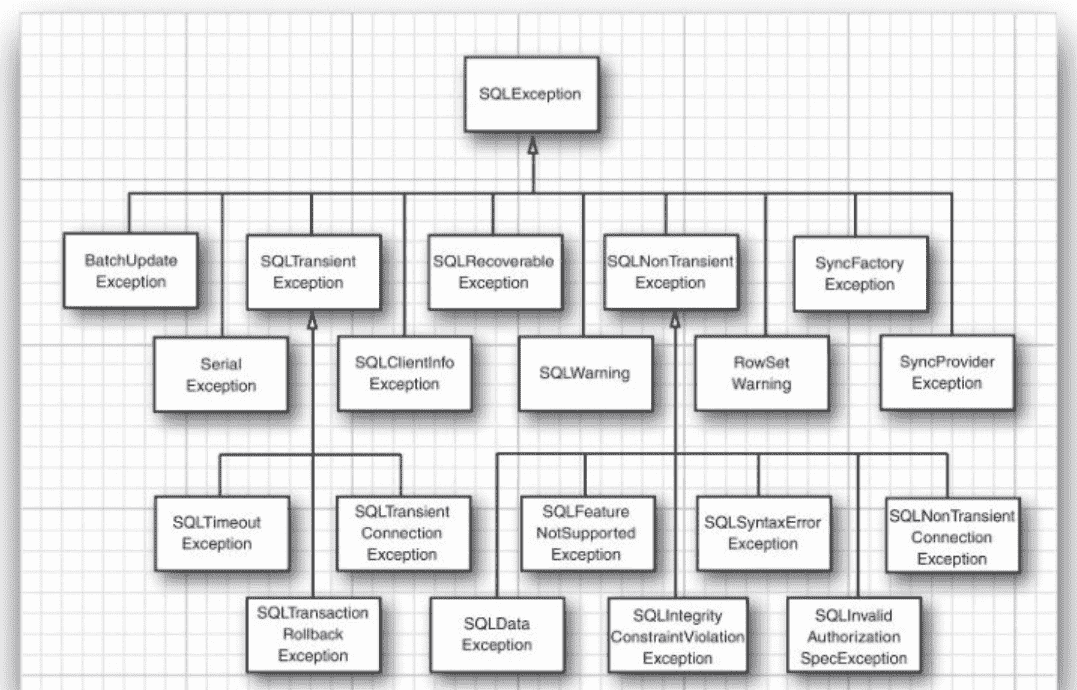 SQLException
BatchUpdate
Exception
SQLTransient
Exception
SQLRecoverable
Exception
SQLNonTransient
Exception
SyncFactory
Exception
Serial
Exception
SQLClientInfo
Exception
SQLWarning
RowSet
Warning
SyncProvider
Exception
SQLTimeout
Exception
SQLTransient
Connection
Exception
SQLFeature
NotSupported
Exception
SQLSyntaxError
Exception
SQLNonTransient
Connection
Exception
SQLTransaction
Rollback
Exception
SQLData
Exception
SQLIntegrity
ConstraintViolation
Exception
SQLInvalid
Authorization
SpecException